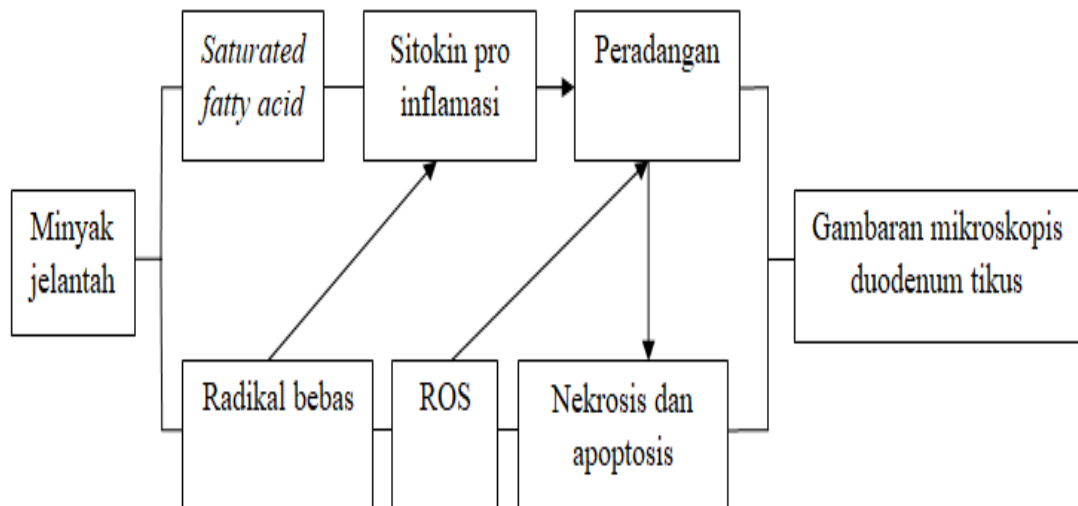 Saturated
fatty acid
Sitokin pro
inflamasi
Peradangan
Minyak
jelantah
Gambaran mikroskopis
duodenum tikus
Radikal bebas
ROS
Nekrosis dan
apoptosis